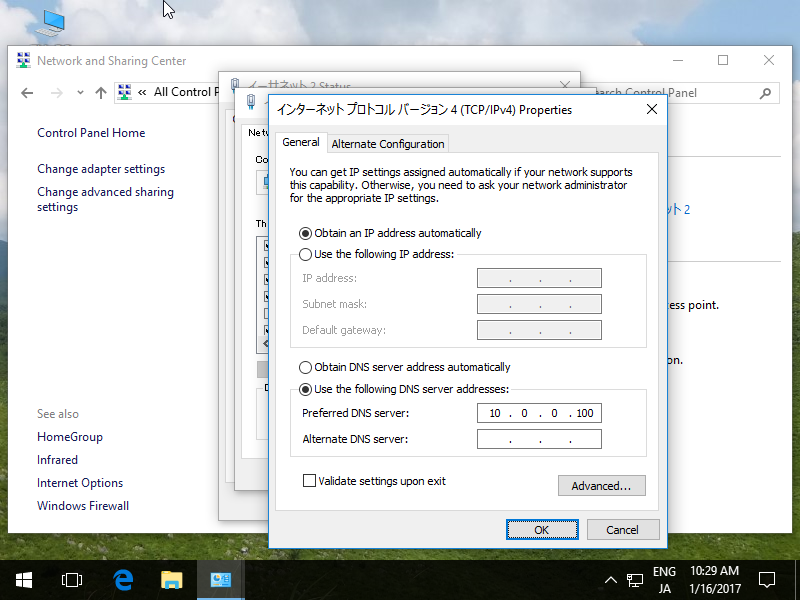 Network and Sharing Center
« All Control P
arch Control Panel
イーサネット 2 Status
インターネット プロトコル バージョン 4 (TCP/IPv4) Properties
Control Panel Home
Change adapter settings
Change advanced sharing
settings
Netw
Co
Th
General
Alternate Configuration
You can get IP settings assigned automatically if your network supports
this capability. Otherwise, you need to ask your network administrator
for the appropriate IP settings.
Obtain an IP address automatically
Use the following IP address:
IP address:
. . .
Subnet mask:
. . .
Default gateway:
. . .
Obtain DNS server address automatically
Use the following DNS server addresses:
Preferred DNS server:
10 . 0 . 0 . 100
Alternate DNS server:
. . .
Validate settings upon exit
Advanced...
OK
Cancel
ット 2
ess point.
on.
See also
HomeGroup
Infrared
Internet Options
Windows Firewall
ENG
JA
10:29 AM
1/16/2017